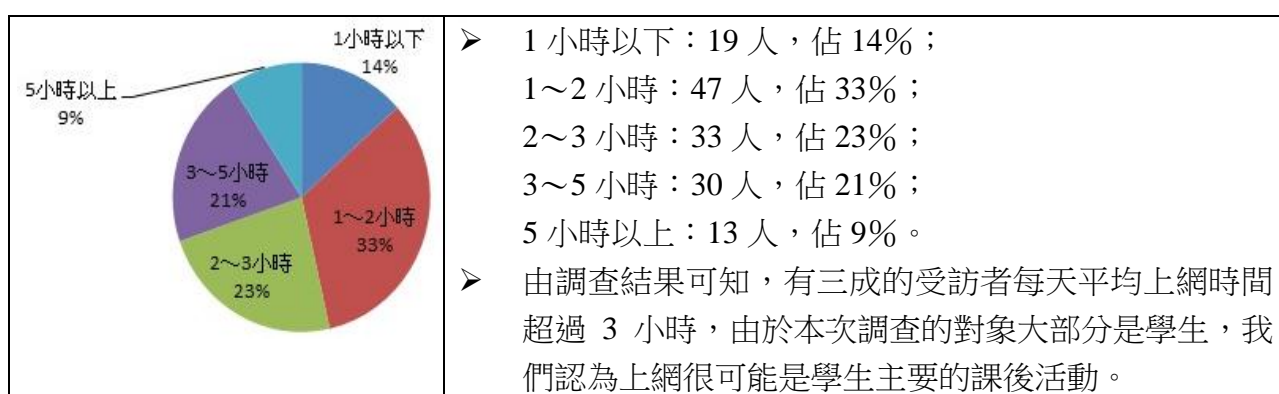 1小時以下
14%
5小時以上
9%
3～5小時
21%
1～2小時
33%
2～3小時
23%
➢ 1 小時以下：19 人，佔 14%；
1～2 小時：47 人，佔 33%；
2～3 小時：33 人，佔 23%；
3～5 小時：30 人，佔 21%；
5 小時以上：13 人，佔 9%。
➢ 由調查結果可知，有三成的受訪者每天平均上網時間
超過 3 小時，由於本次調查的對象大部分是學生，我
們認為上網很可能是學生主要的課後活動。